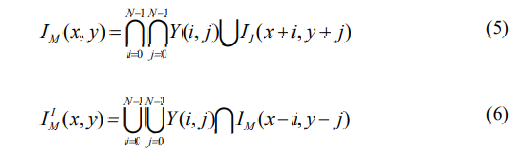 I_M(x, y) = ⋂_{i=0}^{N-1} ⋂_{j=0}^{N-1} Y(i, j) ⋃ I_J(x+i, y+j) (5)
I_M^I(x, y) = ⋃_{i=0}^{N-1} ⋃_{j=0}^{N-1} Y(i, j) ⋂ I_M(x-i, y-j) (6)